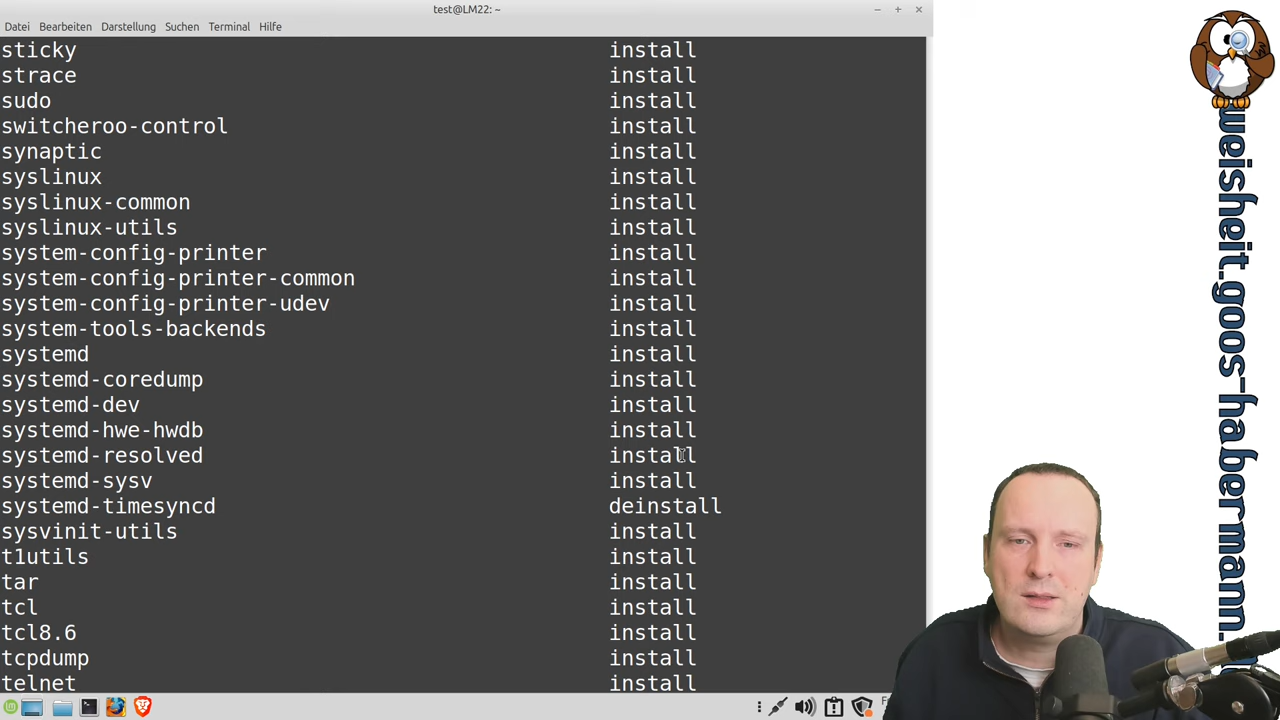 test@LM22: ~
Datei Bearbeiten Darstellung Suchen Terminal Hilfe
sticky install
strace install
sudo install
switcheroo-control install
synaptic install
syslinux install
syslinux-common install
syslinux-utils install
system-config-printer install
system-config-printer-common install
system-config-printer-udev install
system-tools-backends install
systemd install
systemd-coredump install
systemd-dev install
systemd-hwe-hwdb install
systemd-resolved install
systemd-sysv install
systemd-timesyncd deinstall
sysvinit-utils install
t1utils install
tar install
tcl install
tcl8.6 install
tcpdump install
telnet install
weisheit.goos-habermann.